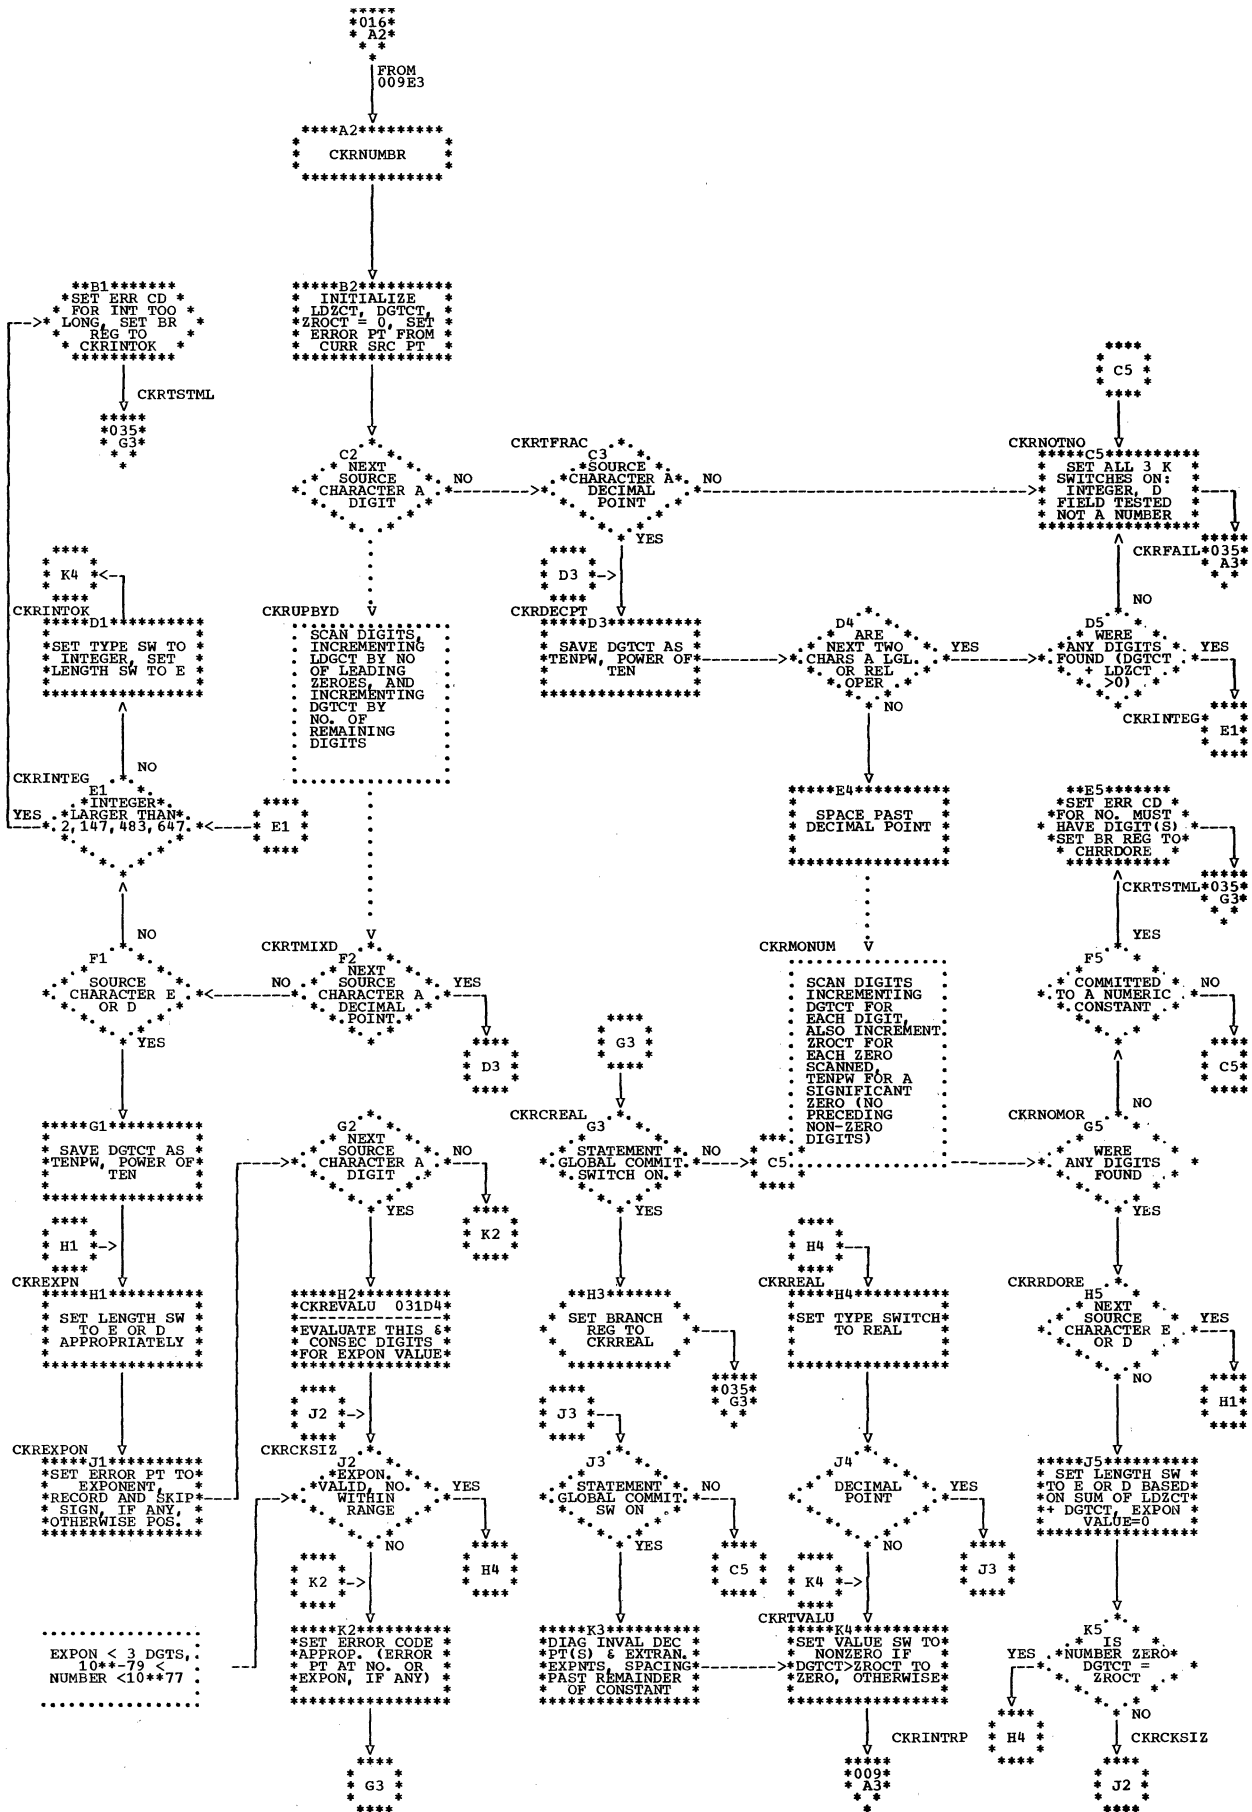 *016*
A2*
FROM
009E3
****A2*********
CKRNUMBR
**B1*******
*SET ERR CD *
* FOR INT TOO *
LONG, SET BR
REG TO
CKRINTOK
CKRTSTML
*035*
G3*
*****B2**********
INITIALIZE
LDZCT, DGTCT,
*ZROCT = 0, SET *
ERROR PT FROM
CURR SRC PT
C2
NEXT
SOURCE
CHARACTER A
DIGIT
NO
CKRTFRAC
C3
*SOURCE
CHARACTER A*
DECIMAL
POINT
NO
YES
C5
CKRNOTNO
*****C5**********
SET ALL 3 K
SWITCHES ON:
INTEGER, D
FIELD TESTED
NOT A NUMBER
CKRFAIL*035*
A3*
K4
CKRINTOK
*****D1**********
*SET TYPE SW TO *
INTEGER, SET
*LENGTH SW TO E *
CKRUPBYD
SCAN DIGITS,
INCREMENTING
LDGCT BY NO
OF LEADING
ZEROES, AND
INCREMENTING
DGTCT BY
NO. OF
REMAINING
DIGITS
D3
CKRDECPT
*****D3**********
SAVE DGTCT AS
*TENPW, POWER OF*
TEN
D4
ARE
NEXT TWO
CHARS A LGL.
OR REL
OPER
YES
NO
NO
D5
WERE
*ANY DIGITS
FOUND (DGTCT
+ LDZCT
>0)
YES
CKRINTEG*
E1*
CKRINTEG
NO
E1
*INTEGER*
*LARGER THAN*
2,147,483,647.
YES
E1
*****E4**********
SPACE PAST
DECIMAL POINT
**E5*******
*SET ERR CD *
*FOR NO. MUST
HAVE DIGIT(S)
*SET BR REG TO*
CHRRDORE
CKRTSTML*035*
G3*
NO
F1
SOURCE
CHARACTER E
OR D
YES
CKRTMIXD
F2
NEXT
SOURCE
CHARACTER A
DECIMAL
POINT
NO
YES
D3
CKRMONUM
SCAN DIGITS
INCREMENTING
DGTCT FOR
EACH DIGIT,
ALSO INCREMENT
ZROCT FOR
EACH ZERO
SCANNED,
TENPW FOR A
SIGNIFICANT
ZERO (NO
PRECEDING
NON-ZERO
DIGITS)
YES
F5
COMMITTED
TO A NUMERIC
CONSTANT
NO
C5*
*****G1**********
SAVE DGTCT AS
*TENPW, POWER OF*
TEN
G2
NEXT
SOURCE
CHARACTER A
DIGIT
NO
YES
K2
G3
CKRCREAL
G3
STATEMENT
GLOBAL COMMIT.
SWITCH ON.
NO
YES
C5
CKRNOMOR
NO
G5
WERE
ANY DIGITS
FOUND
YES
H1
CKREXPN
*****H1**********
SET LENGTH SW
TO E OR D
APPROPRIATELY
*****H2**********
*CKREVALU 031D4*
*---------------*
*EVALUATE THIS &
CONSEC DIGITS
*FOR EXPON VALUE*
**H3*******
SET BRANCH
REG TO
CKRREAL
*035*
G3*
H4
CKRREAL
*****H4**********
*SET TYPE SWITCH*
TO REAL
CKRRDORE
H5
NEXT
SOURCE
CHARACTER E
OR D
YES
NO
H1*
CKREXPON
*****J1**********
*SET ERROR PT TO*
EXPONENT,
*RECORD AND SKIP*
SIGN, IF ANY,
*OTHERWISE POS. *
J2
CKRCKSIZ
J2
*EXPON.
VALID, NO.
WITHIN
RANGE
YES
NO
H4
J3
J3
STATEMENT
GLOBAL COMMIT.
SW ON
NO
YES
C5
J4
DECIMAL
POINT
YES
NO
J3
*****J5**********
SET LENGTH SW
*TO E OR D BASED*
*ON SUM OF LDZCT*
*+ DGTCT, EXPON *
VALUE=0
EXPON < 3 DGTS,
10**-79 <
NUMBER <10**77
K2
*****K2**********
*SET ERROR CODE *
*APPROP. (ERROR *
PT AT NO. OR
*EXPON, IF ANY) *
G3
*****K3**********
*DIAG INVAL DEC *
*PT(S) & EXTRAN.*
*EXPNTS, SPACING*
*PAST REMAINDER *
OF CONSTANT
K4
CKRTVALU
*****K4**********
*SET VALUE SW TO*
NONZERO IF
*DGTCT>ZROCT TO *
*ZERO, OTHERWISE*
CKRINTRP
*009*
A3*
K5
IS
*NUMBER ZERO*
DGTCT =
ZROCT
YES
NO
H4
CKRCKSIZ
J2